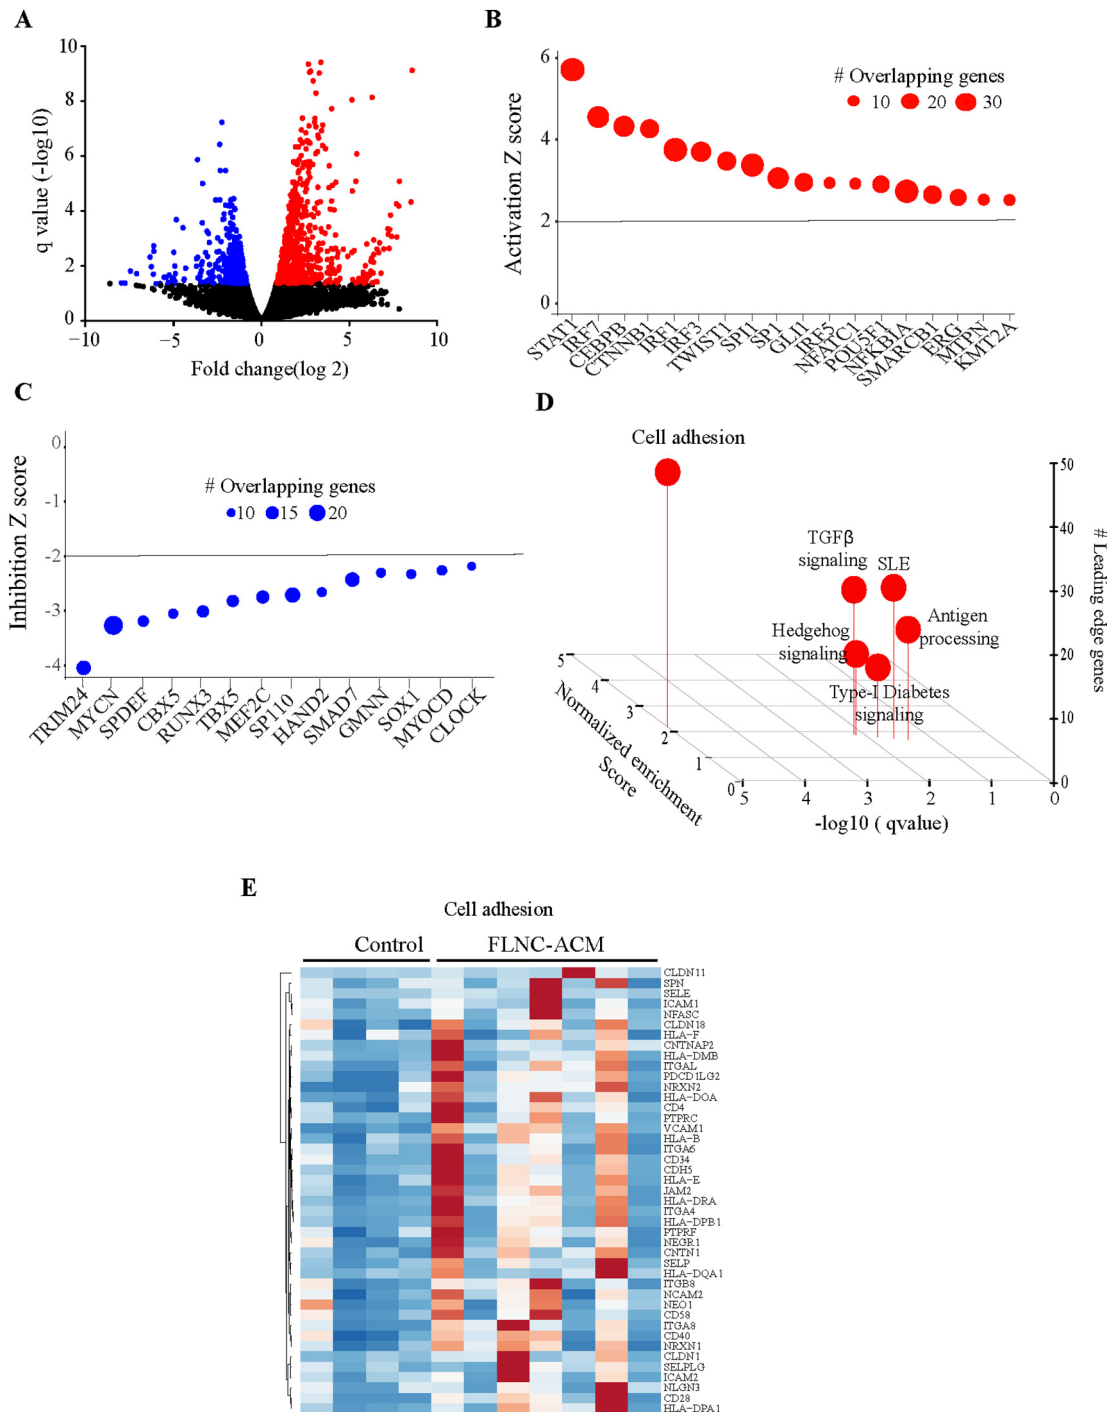 A
10
8
6
4
2
0
q value (-log10)
−10
−5
0
5
10
Fold change(log 2)
B
6
4
2
0
Activation Z score
# Overlapping genes
10
20
30
STAT1
IRF7
CEBPB
CTNNB1
IRF1
IRF3
TWIST1
SPI1
SP1
GLI1
IRF5
NFATC1
POU5F1
NFKBIA
SMARCB1
ERG
MTPN
KMT2A
C
0
-1
-2
-3
-4
Inhibition Z score
# Overlapping genes
10
15
20
TRIM24
MYCN
SPDEF
CBX5
RUNX3
TBX5
MEF2C
SP110
HAND2
SMAD7
GMNN
SOX1
MYOCD
CLOCK
D
Cell adhesion
TGFβ
signaling
SLE
Antigen
processing
Hedgehog
signaling
Type-I Diabetes
signaling
50
40
30
20
10
0
# Leading edge genes
5
4
3
2
1
0
Normalized enrichment
Score
5
4
3
2
1
0
-log10 ( qvalue)
E
Cell adhesion
Control
FLNC-ACM
CLDN11
SPN
SELE
ICAM1
NFASC
CLDN18
HLA-F
CNTNAP2
HLA-DMB
ITGAL
PDCD1LG2
NRXN2
HLA-DOA
CD4
PTPRC
VCAM1
HLA-B
ITGA6
CD34
CDH5
HLA-E
JAM2
HLA-DRA
ITGA4
HLA-DPB1
PTPRF
NEGR1
CNTN1
SELP
HLA-DQA1
ITGB8
NCAM2
NEO1
CD58
ITGA8
CD40
NRXN1
CLDN1
SELPLG
ICAM2
NLGN3
CD28
HLA-DPA1